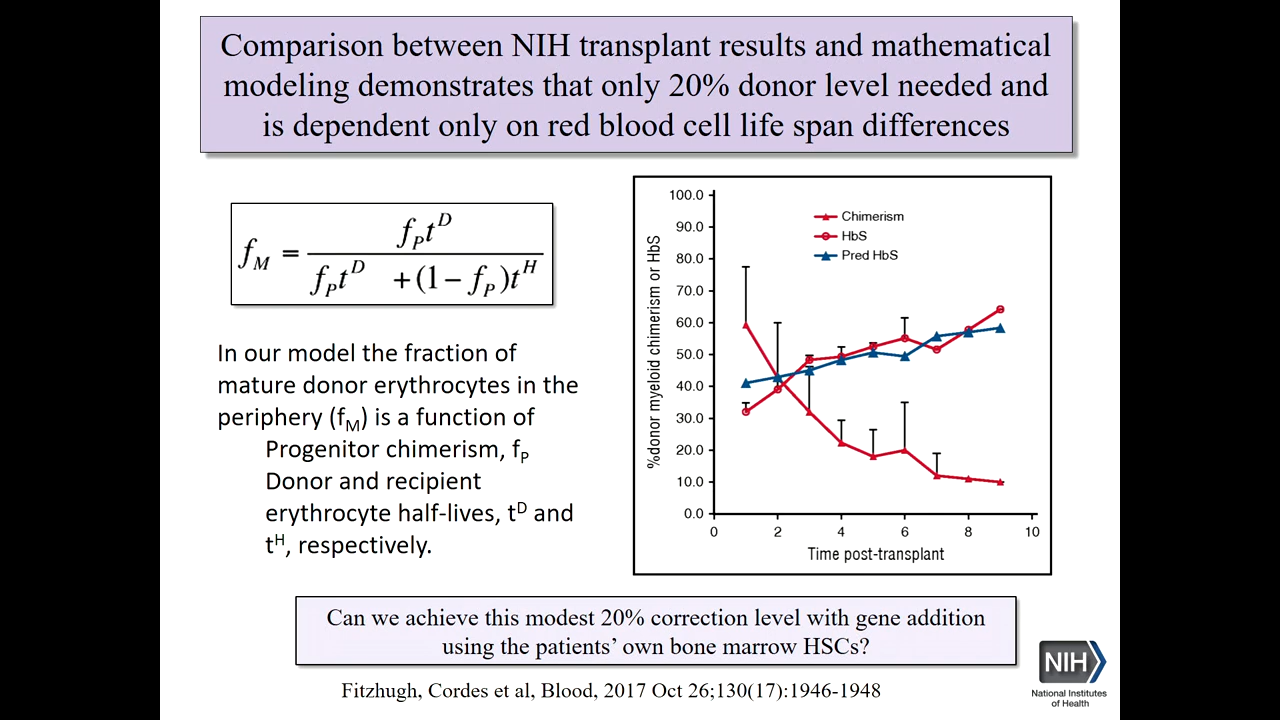 Comparison between NIH transplant results and mathematical
modeling demonstrates that only 20% donor level needed and
is dependent only on red blood cell life span differences
f_M = f_P t^D / (f_P t^D + (1 − f_P) t^H)
In our model the fraction of
mature donor erythrocytes in the
periphery (f_M) is a function of
Progenitor chimerism, f_P
Donor and recipient
erythrocyte half-lives, t^D and
t^H, respectively.
%donor myeloid chimerism or HbS
100.0
90.0
80.0
70.0
60.0
50.0
40.0
30.0
20.0
10.0
0.0
Chimerism
HbS
Pred HbS
0 2 4 6 8 10
Time post-transplant
Can we achieve this modest 20% correction level with gene addition
using the patients' own bone marrow HSCs?
Fitzhugh, Cordes et al, Blood, 2017 Oct 26;130(17):1946-1948
NIH
National Institutes
of Health